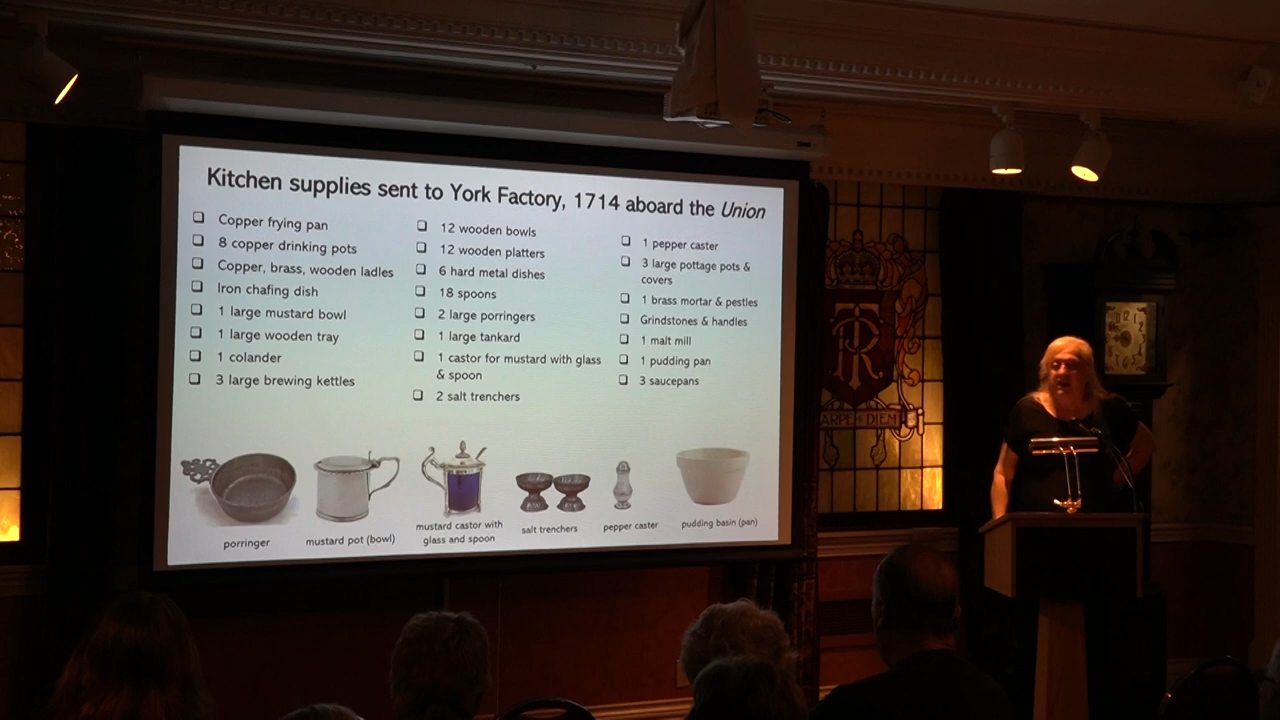 Kitchen supplies sent to York Factory, 1714 aboard the Union
Copper frying pan
8 copper drinking pots
Copper, brass, wooden ladles
Iron chafing dish
1 large mustard bowl
1 large wooden tray
1 colander
3 large brewing kettles
12 wooden bowls
12 wooden platters
6 hard metal dishes
18 spoons
2 large porringers
1 large tankard
1 castor for mustard with glass
& spoon
2 salt trenchers
1 pepper caster
3 large pottage pots &
covers
1 brass mortar & pestles
Grindstones & handles
1 malt mill
1 pudding pan
3 saucepans
porringer
mustard pot (bowl)
mustard castor with
glass and spoon
salt trenchers
pepper caster
pudding basin (pan)
ARPE DIEM